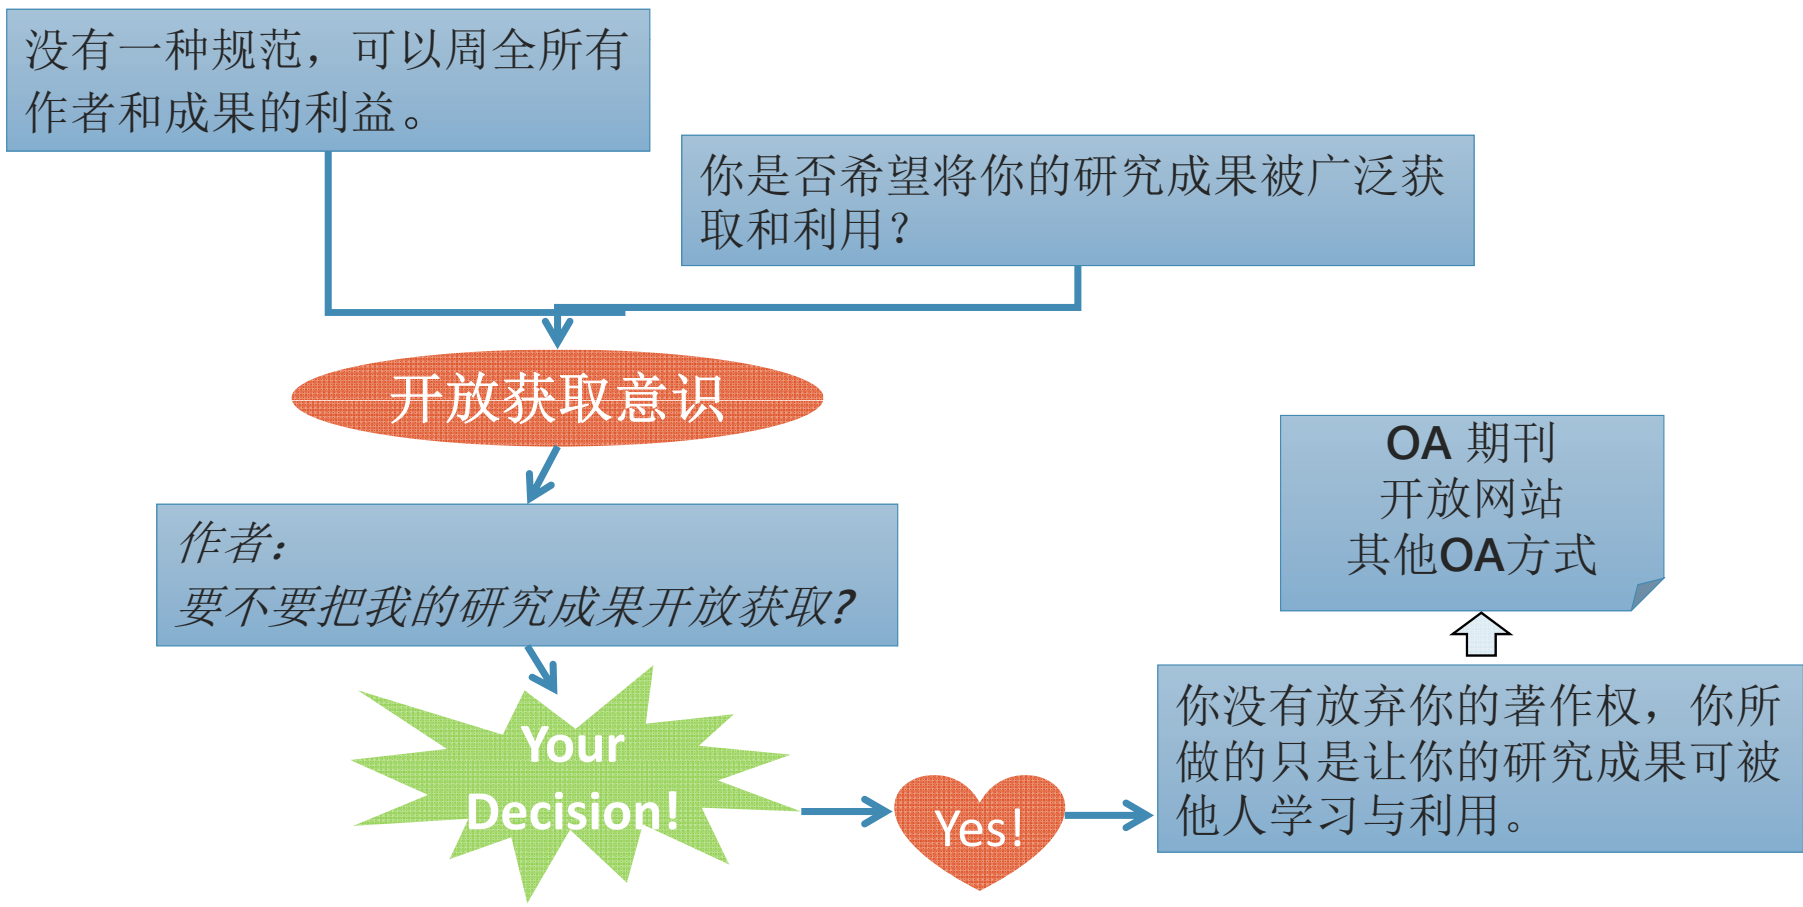 没有一种规范，可以周全所有
作者和成果的利益。
你是否希望将你的研究成果被广泛获
取和利用？
开放获取意识
作者：
要不要把我的研究成果开放获取?
Your
Decision!
Yes!
你没有放弃你的著作权，你所
做的只是让你的研究成果可被
他人学习与利用。
OA 期刊
开放网站
其他OA方式